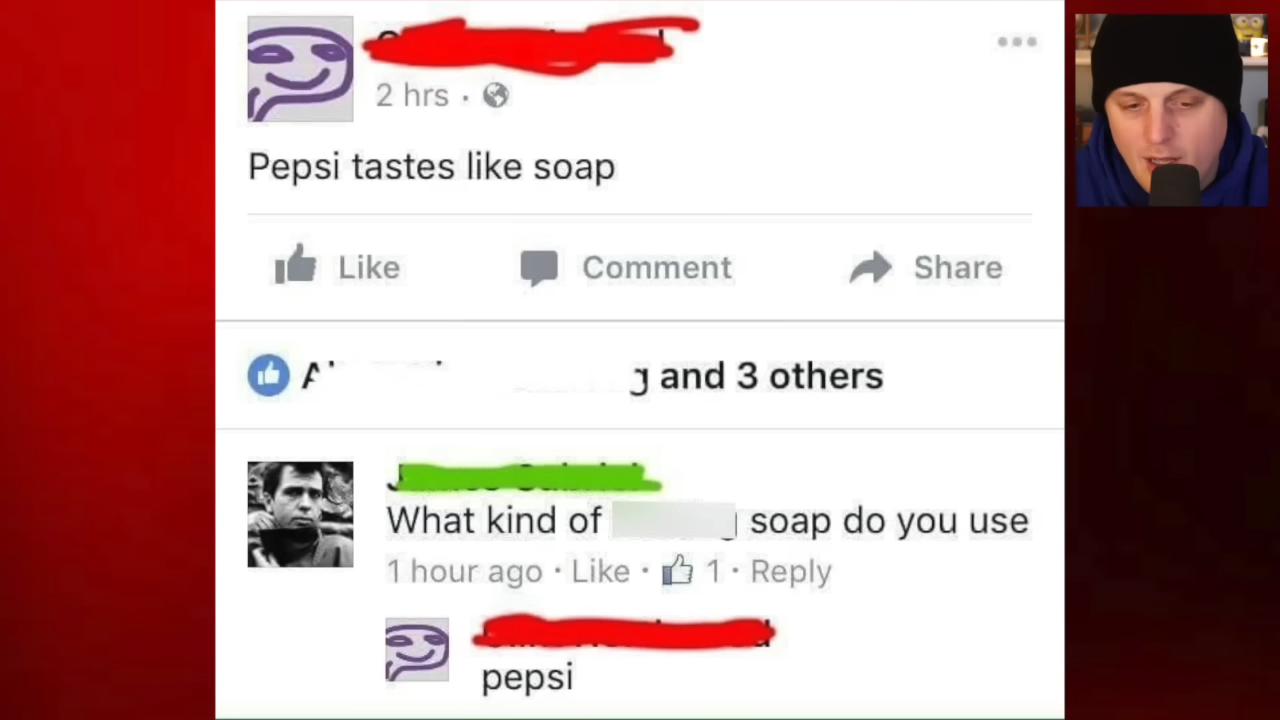 2 hrs ·
Pepsi tastes like soap
Like Comment Share
and 3 others
What kind of soap do you use
1 hour ago · Like · 1 · Reply
pepsi